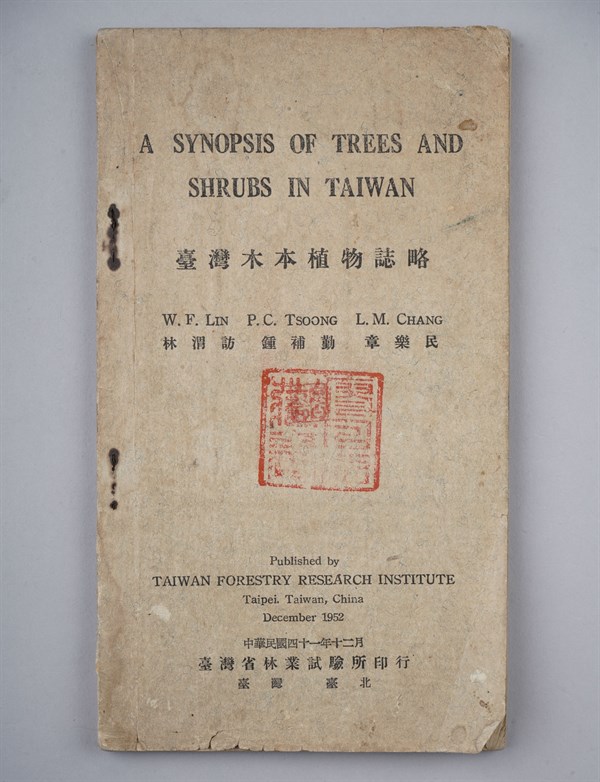 A SYNOPSIS OF TREES AND
SHRUBS IN TAIWAN
臺灣木本植物誌略
W. F. LIN P. C. TSOONG L. M. CHANG
林渭訪 鍾補勤 章樂民
Published by
TAIWAN FORESTRY RESEARCH INSTITUTE
Taipei. Taiwan, China
December 1952
中華民國四十一年十二月
臺灣省林業試驗所印行
臺灣 臺北